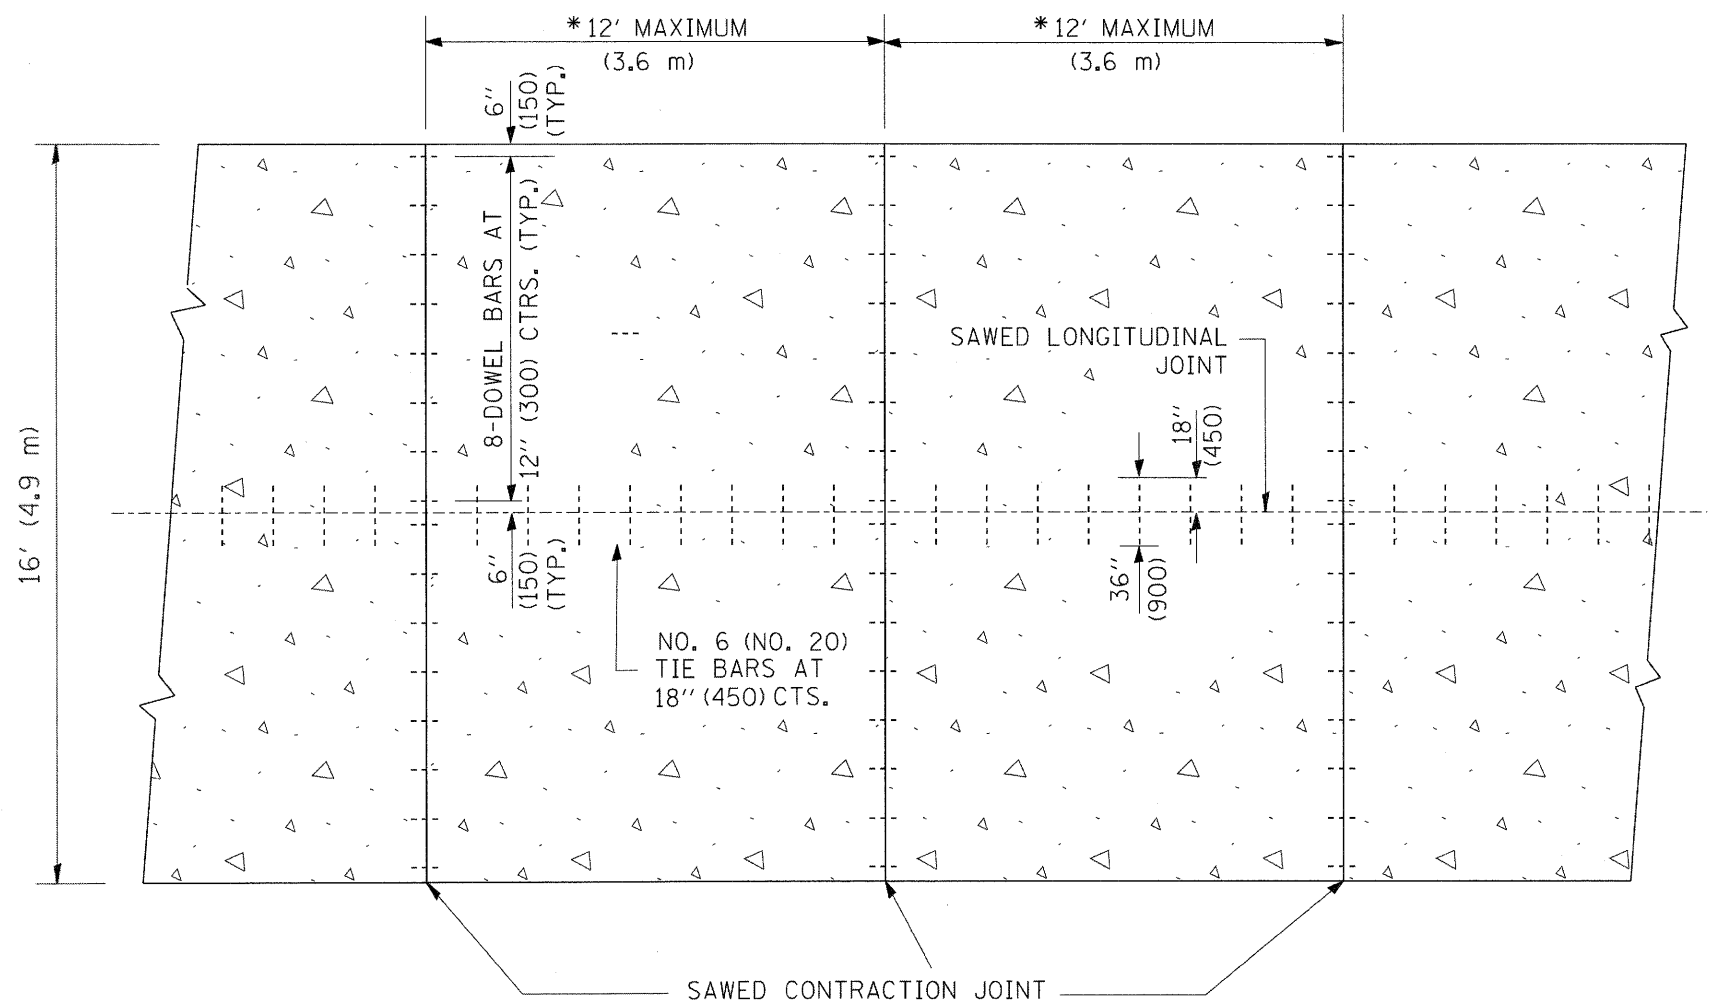 *12' MAXIMUM
(3.6 m)
*12' MAXIMUM
(3.6 m)
6"
(150)
(TYP.)
8-DOWEL BARS AT
12" (300) CTRS. (TYP.)
16' (4.9 m)
SAWED LONGITUDINAL
JOINT
18"
(450)
6"
(150)
(TYP.)
36"
(900)
NO. 6 (NO. 20)
TIE BARS AT
18" (450) CTS.
SAWED CONTRACTION JOINT